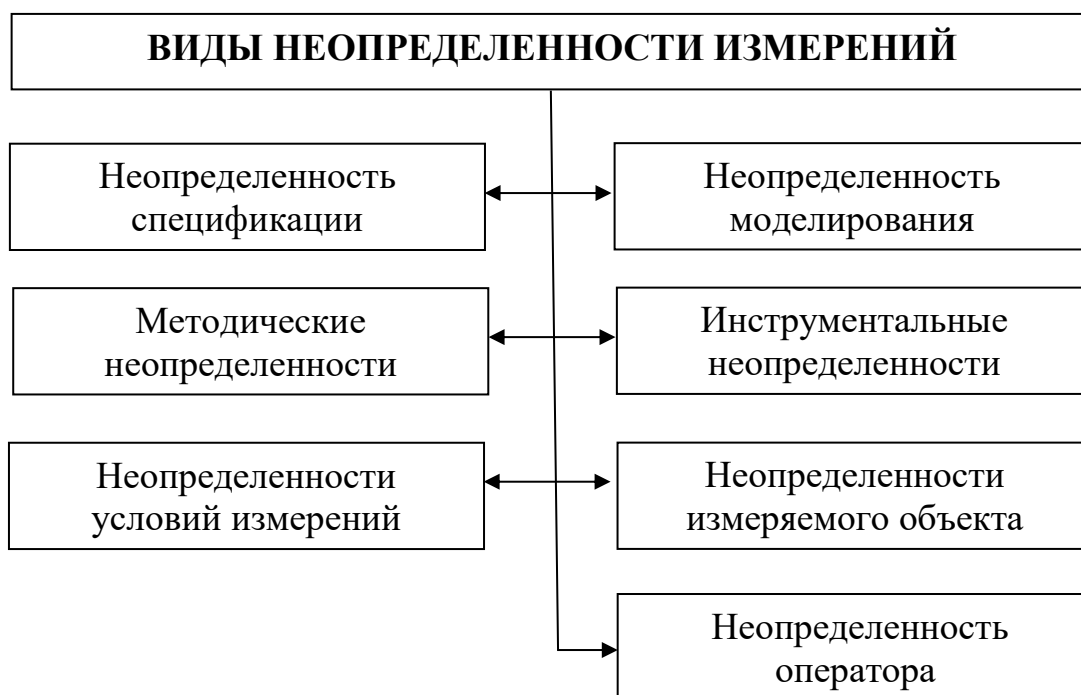 ВИДЫ НЕОПРЕДЕЛЕННОСТИ ИЗМЕРЕНИЙ
Неопределенность
спецификации
Неопределенность
моделирования
Методические
неопределенности
Инструментальные
неопределенности
Неопределенности
условий измерений
Неопределенности
измеряемого объекта
Неопределенность
оператора